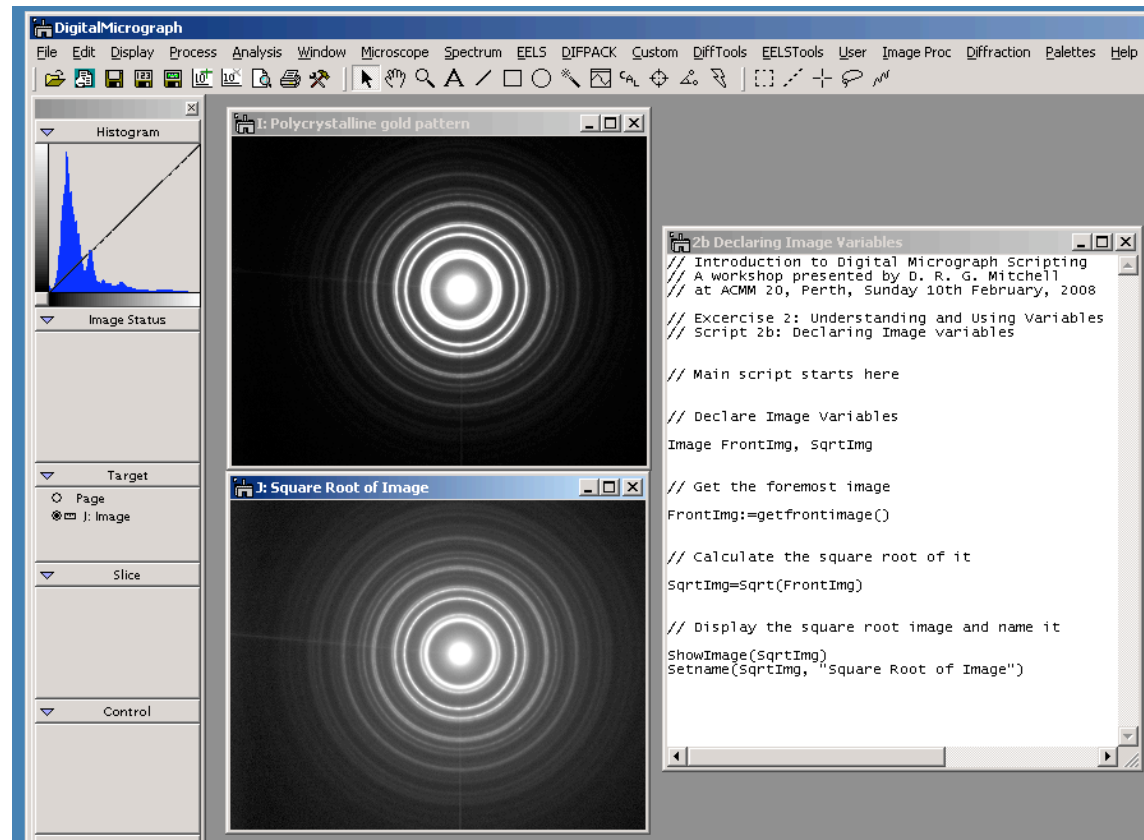 DigitalMicrograph
File Edit Display Process Analysis Window Microscope Spectrum EELS DIFPACK Custom DiffTools EELSTools User Image Proc Diffraction Palettes Help
Histogram
Image Status
Target
Page
J: Image
Slice
Control
I: Polycrystalline gold pattern
J: Square Root of Image
2b Declaring Image Variables
// Introduction to Digital Micrograph Scripting
// A workshop presented by D. R. G. Mitchell
// at ACMM 20, Perth, Sunday 10th February, 2008
// Excercise 2: Understanding and Using Variables
// Script 2b: Declaring Image variables
// Main script starts here
// Declare Image Variables
Image FrontImg, SqrtImg
// Get the foremost image
FrontImg:=getfrontimage()
// Calculate the square root of it
SqrtImg=Sqrt(FrontImg)
// Display the square root image and name it
ShowImage(SqrtImg)
Setname(SqrtImg, "Square Root of Image")